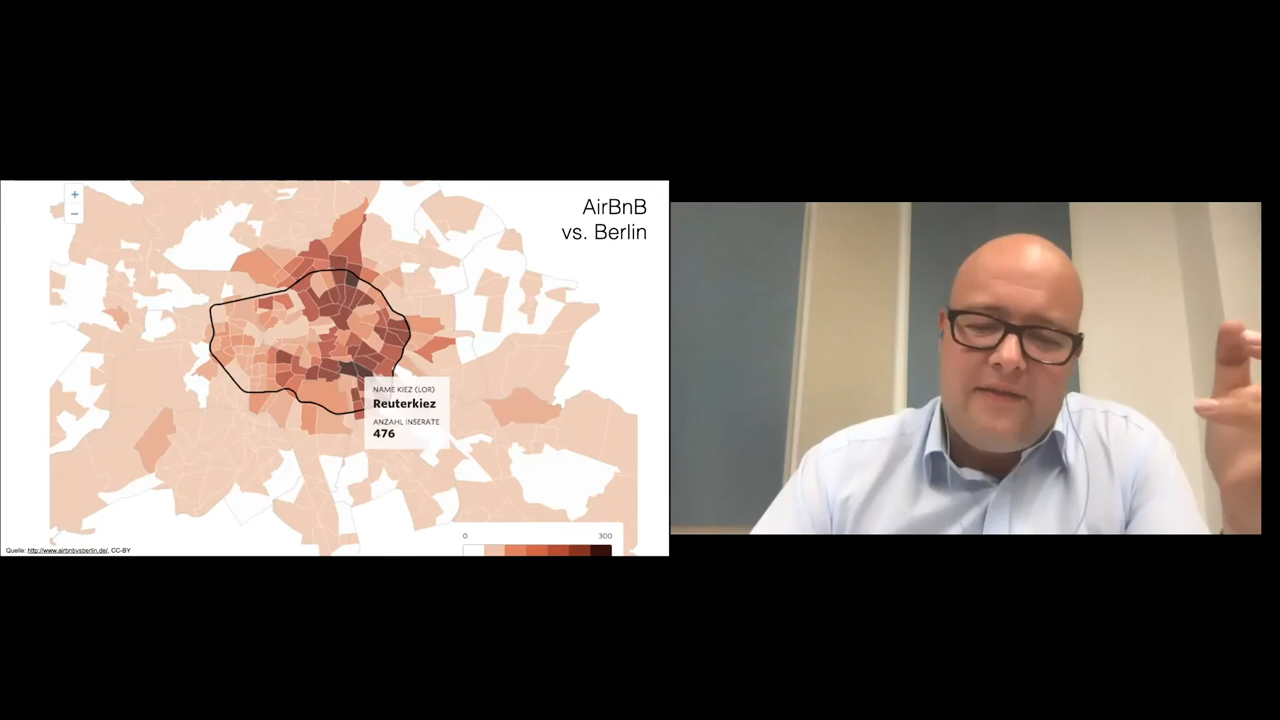 +
−
AirBnB
vs. Berlin
NAME KIEZ (LOR)
Reuterkiez
ANZAHL INSERATE
476
0 300
Quelle: http://www.airbnbvsberlin.de/, CC-BY